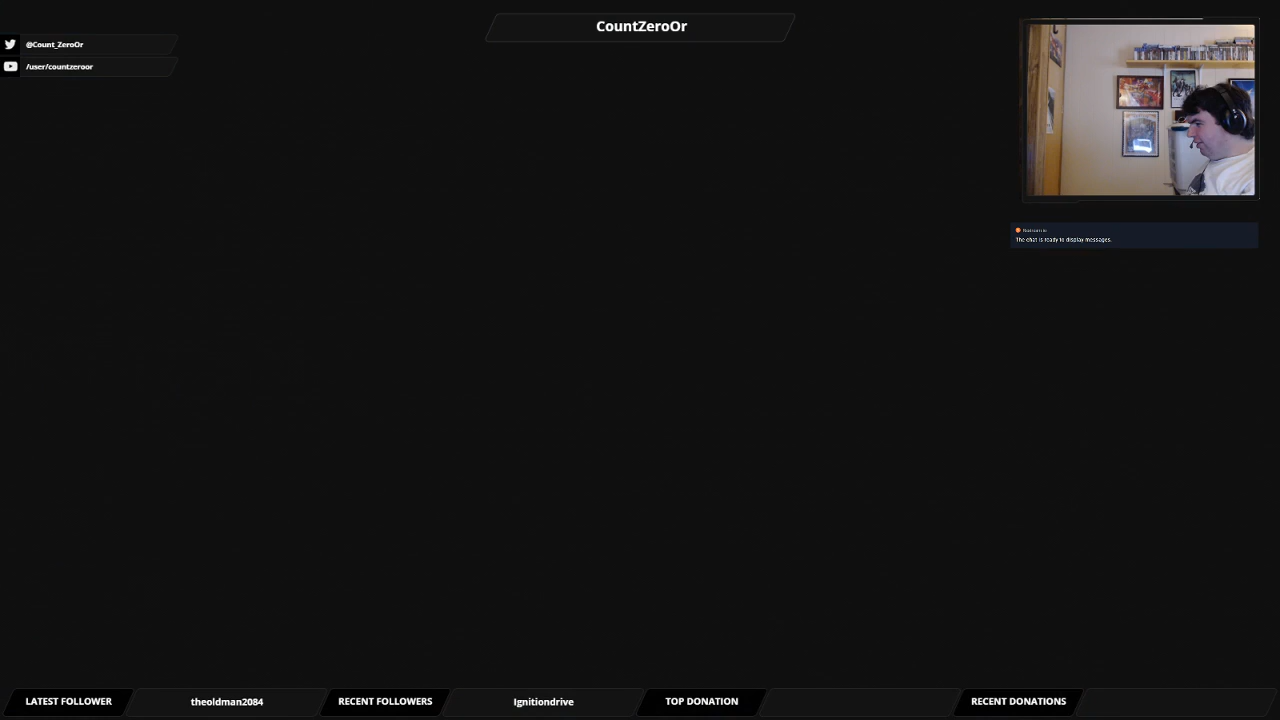 CountZeroOr
@Count_ZeroOr
/user/countzeroor
The chat is ready to display messages.
LATEST FOLLOWER
theoldman2084
RECENT FOLLOWERS
Ignitiondrive
TOP DONATION
RECENT DONATIONS